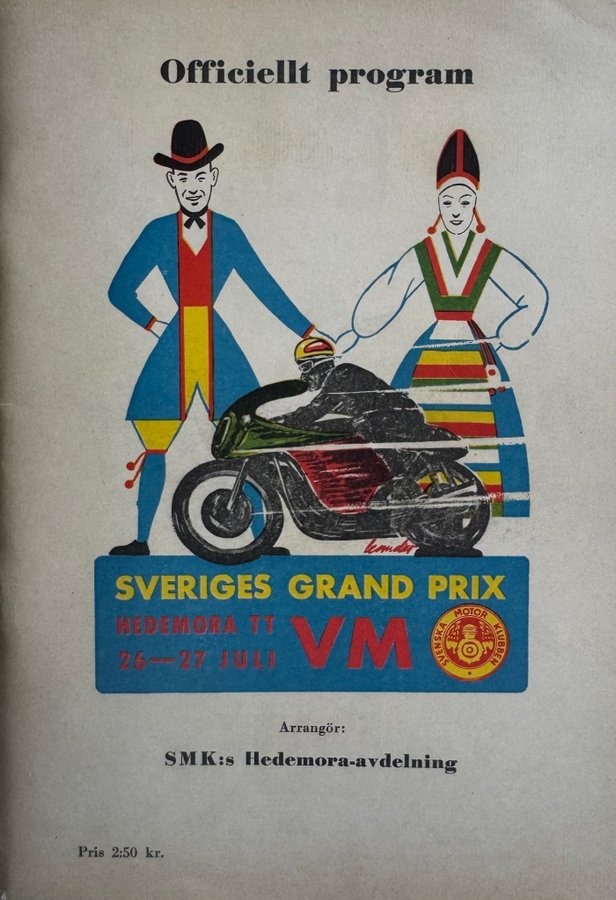 Officiellt program
Leander
SVERIGES GRAND PRIX
HEDEMORA TT
26—27 JULI
VM
SVENSKA MOTOR KLUBBEN
Arrangör:
SMK:s Hedemora-avdelning
Pris 2:50 kr.